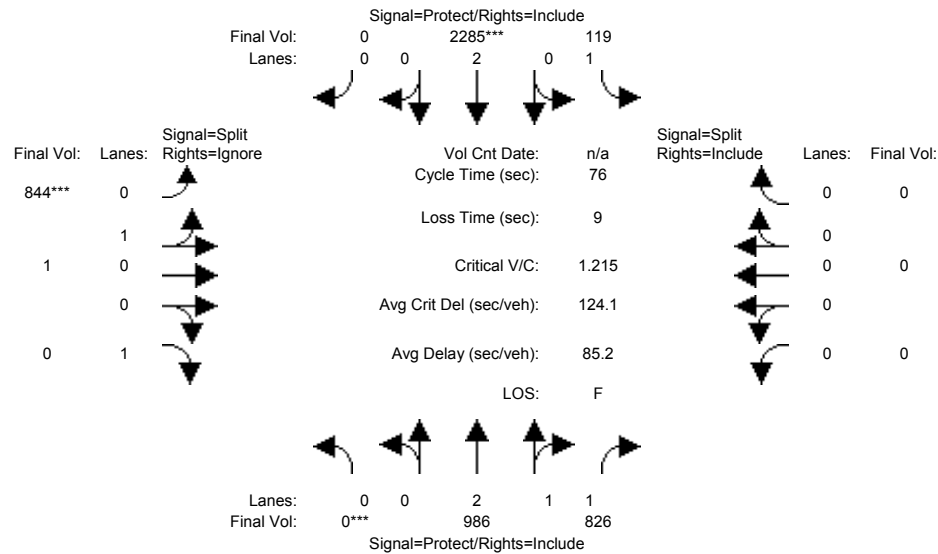 Signal=Protect/Rights=Include
Final Vol: 0 2285*** 119
Lanes: 0 0 2 0 1
Signal=Split
Final Vol: Lanes: Rights=Ignore
Vol Cnt Date: n/a
Signal=Split
Rights=Include Lanes: Final Vol:
Cycle Time (sec): 76
844*** 0
0 0
Loss Time (sec): 9
1
0
1 0
Critical V/C: 1.215
0 0
0
Avg Crit Del (sec/veh): 124.1
0
0 1
Avg Delay (sec/veh): 85.2
0 0
LOS: F
Lanes: 0 0 2 1 1
Final Vol: 0*** 986 826
Signal=Protect/Rights=Include